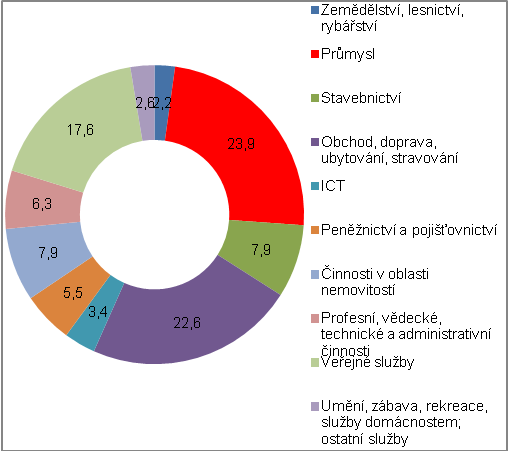 Zemědělství, lesnictví,
rybářství
Průmysl
Stavebnictví
Obchod, doprava,
ubytování, stravování
ICT
Peněžnictví a pojišťovnictví
Činnosti v oblasti
nemovitostí
Profesní, vědecké,
technické a administrativní
činnosti
Veřejné služby
Umění, zábava, rekreace,
služby domácnostem;
ostatní služby
2,2
23,9
7,9
22,6
3,4
5,5
7,9
6,3
17,6
2,6